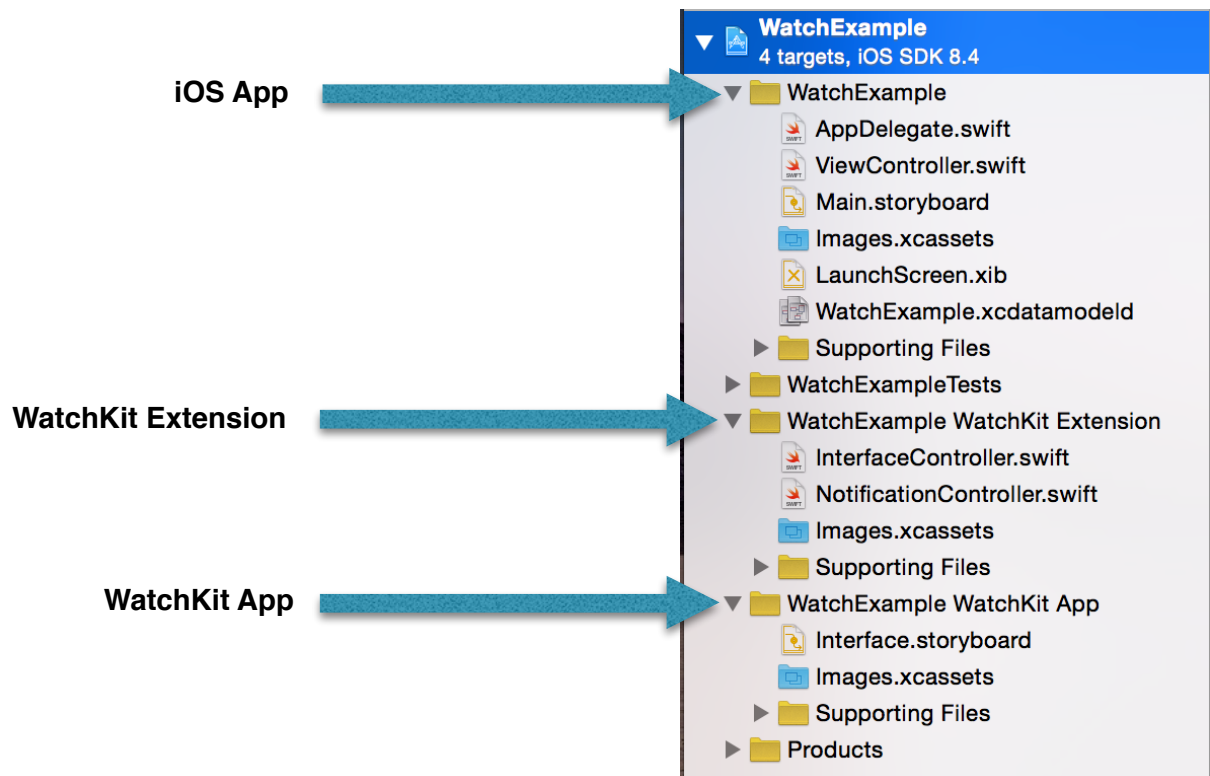 WatchExample
4 targets, iOS SDK 8.4
iOS App
WatchExample
AppDelegate.swift
ViewController.swift
Main.storyboard
Images.xcassets
LaunchScreen.xib
WatchExample.xcdatamodeld
Supporting Files
WatchExampleTests
WatchKit Extension
WatchExample WatchKit Extension
InterfaceController.swift
NotificationController.swift
Images.xcassets
Supporting Files
WatchKit App
WatchExample WatchKit App
Interface.storyboard
Images.xcassets
Supporting Files
Products